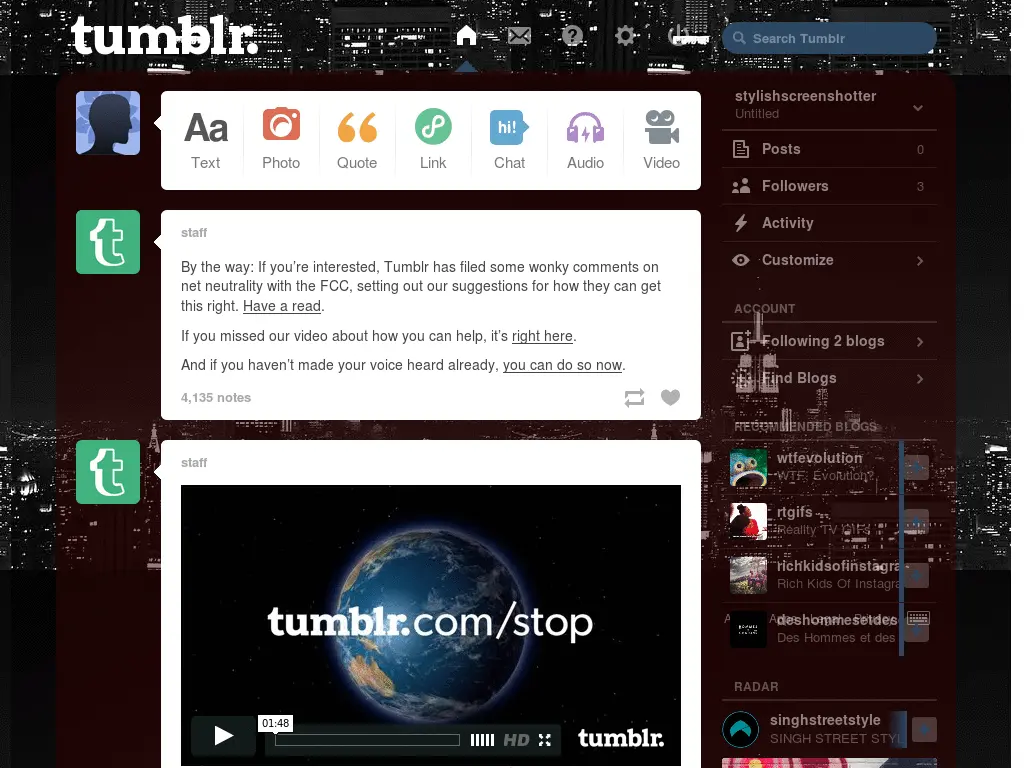 tumblr.
Search Tumblr
Aa
hi!
Text
Photo
Quote
Link
Chat
Audio
Video
stylishscreenshotter
Untitled
Posts 0
Followers 3
Activity
Customize
ACCOUNT
Following 2 blogs
Find Blogs
RECOMMENDED BLOGS
wtfevolution
WTF, Evolution?
rtgifs
Reality TV GIFs
richkidsofinstagra
Rich Kids Of Instagra
deshommesetdes
Des Hommes et des
RADAR
singhstreetstyle
SINGH STREET STYL
staff
By the way: If you’re interested, Tumblr has filed some wonky comments on
net neutrality with the FCC, setting out our suggestions for how they can get
this right. Have a read.
If you missed our video about how you can help, it’s right here.
And if you haven’t made your voice heard already, you can do so now.
4,135 notes
staff
tumblr.com/stop
01:48
HD
tumblr.